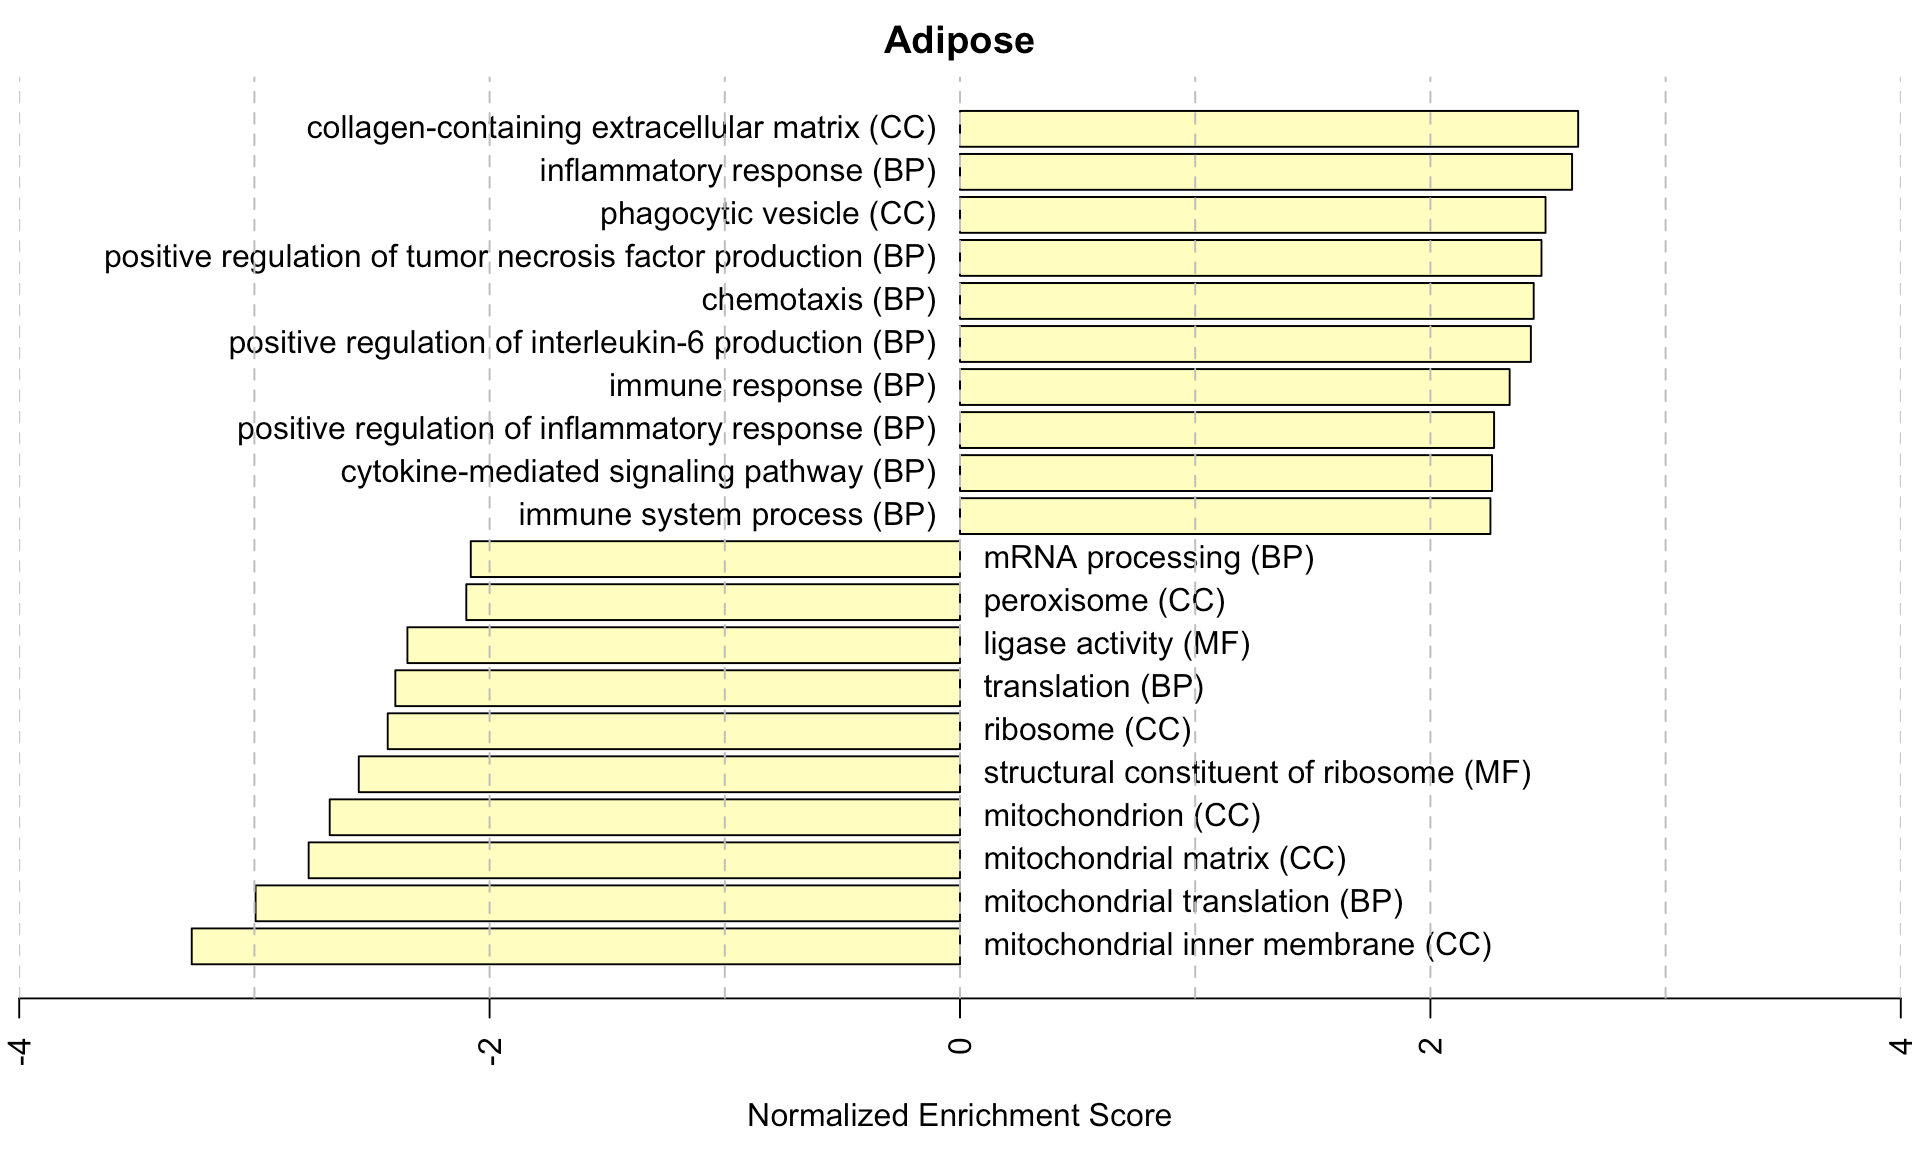 Adipose
collagen-containing extracellular matrix (CC)
inflammatory response (BP)
phagocytic vesicle (CC)
positive regulation of tumor necrosis factor production (BP)
chemotaxis (BP)
positive regulation of interleukin-6 production (BP)
immune response (BP)
positive regulation of inflammatory response (BP)
cytokine-mediated signaling pathway (BP)
immune system process (BP)
mRNA processing (BP)
peroxisome (CC)
ligase activity (MF)
translation (BP)
ribosome (CC)
structural constituent of ribosome (MF)
mitochondrion (CC)
mitochondrial matrix (CC)
mitochondrial translation (BP)
mitochondrial inner membrane (CC)
-4 -2 0 2 4
Normalized Enrichment Score